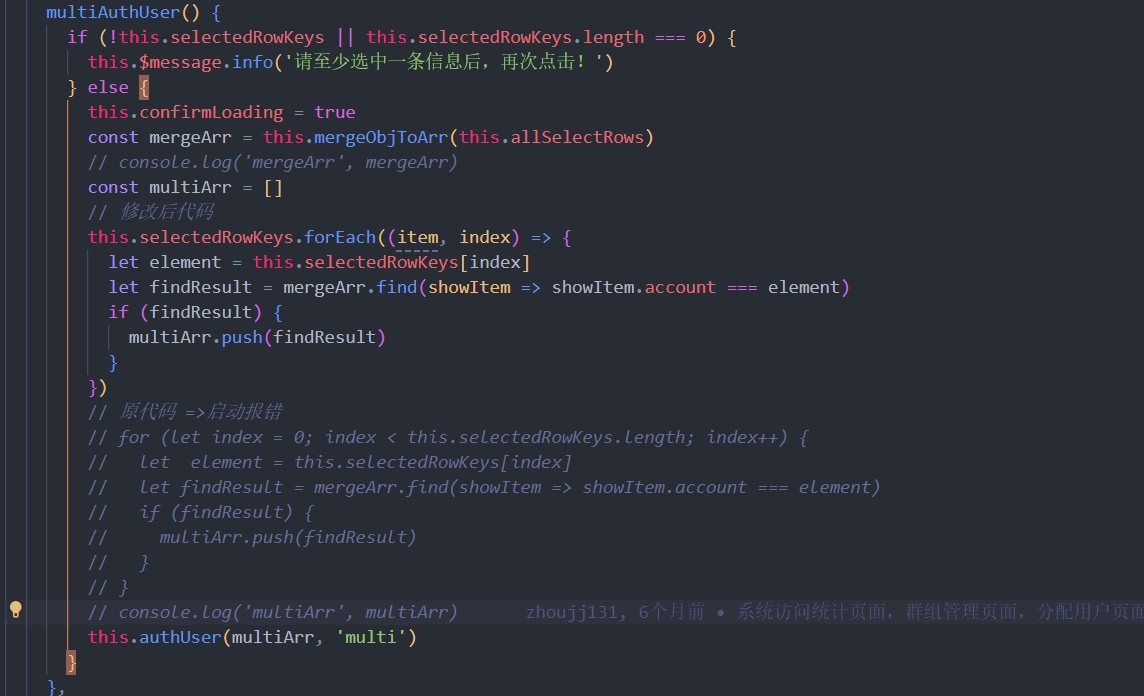 multiAuthUser() {
if (!this.selectedRowKeys || this.selectedRowKeys.length === 0) {
this.$message.info('请至少选中一条信息后，再次点击！')
} else {
this.confirmLoading = true
const mergeArr = this.mergeObjToArr(this.allSelectRows)
// console.log('mergeArr', mergeArr)
const multiArr = []
// 修改后代码
this.selectedRowKeys.forEach((item, index) => {
let element = this.selectedRowKeys[index]
let findResult = mergeArr.find(showItem => showItem.account === element)
if (findResult) {
multiArr.push(findResult)
}
})
// 原代码 =>启动报错
// for (let index = 0; index < this.selectedRowKeys.length; index++) {
//   let  element = this.selectedRowKeys[index]
//   let findResult = mergeArr.find(showItem => showItem.account === element)
//   if (findResult) {
//     multiArr.push(findResult)
//   }
// }
// console.log('multiArr', multiArr) zhoujj131, 6个月前 • 系统访问统计页面，群组管理页面，分配用户页面
this.authUser(multiArr, 'multi')
}
},